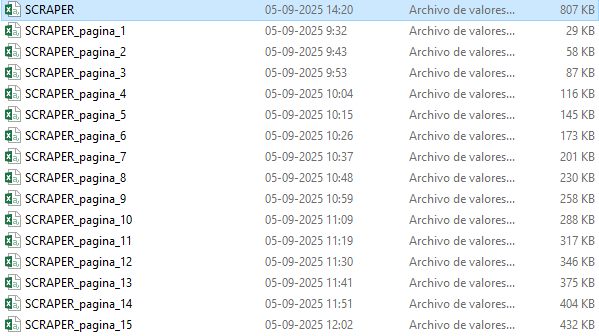 SCRAPER 05-09-2025 14:20 Archivo de valores... 807 KB
SCRAPER_pagina_1 05-09-2025 9:32 Archivo de valores... 29 KB
SCRAPER_pagina_2 05-09-2025 9:43 Archivo de valores... 58 KB
SCRAPER_pagina_3 05-09-2025 9:53 Archivo de valores... 87 KB
SCRAPER_pagina_4 05-09-2025 10:04 Archivo de valores... 116 KB
SCRAPER_pagina_5 05-09-2025 10:15 Archivo de valores... 145 KB
SCRAPER_pagina_6 05-09-2025 10:26 Archivo de valores... 173 KB
SCRAPER_pagina_7 05-09-2025 10:37 Archivo de valores... 201 KB
SCRAPER_pagina_8 05-09-2025 10:48 Archivo de valores... 230 KB
SCRAPER_pagina_9 05-09-2025 10:59 Archivo de valores... 258 KB
SCRAPER_pagina_10 05-09-2025 11:09 Archivo de valores... 288 KB
SCRAPER_pagina_11 05-09-2025 11:19 Archivo de valores... 317 KB
SCRAPER_pagina_12 05-09-2025 11:30 Archivo de valores... 346 KB
SCRAPER_pagina_13 05-09-2025 11:41 Archivo de valores... 375 KB
SCRAPER_pagina_14 05-09-2025 11:51 Archivo de valores... 404 KB
SCRAPER_pagina_15 05-09-2025 12:02 Archivo de valores... 432 KB